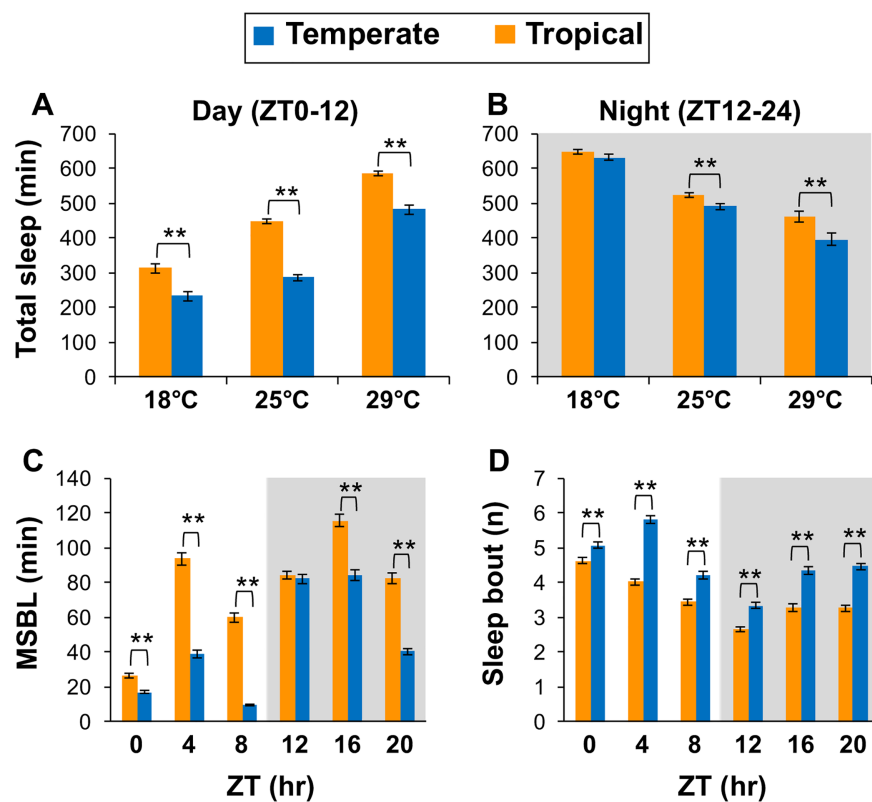 Temperate Tropical
A Day (ZT0-12)
Total sleep (min)
700
600
500
400
300
200
100
0
** ** **
18°C 25°C 29°C
B Night (ZT12-24)
700
600
500
400
300
200
100
0
** **
18°C 25°C 29°C
C
MSBL (min)
140
120
100
80
60
40
20
0
** ** ** ** **
0 4 8 12 16 20
ZT (hr)
D
Sleep bout (n)
7
6
5
4
3
2
1
0
** ** ** ** ** **
0 4 8 12 16 20
ZT (hr)